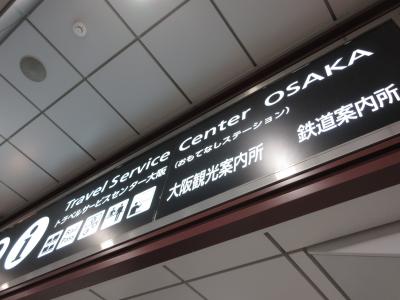 Travel Service Center OSAKA
トラベルサービスセンター大阪 (おもてなしステーション)
大阪観光案内所 鉄道案内所